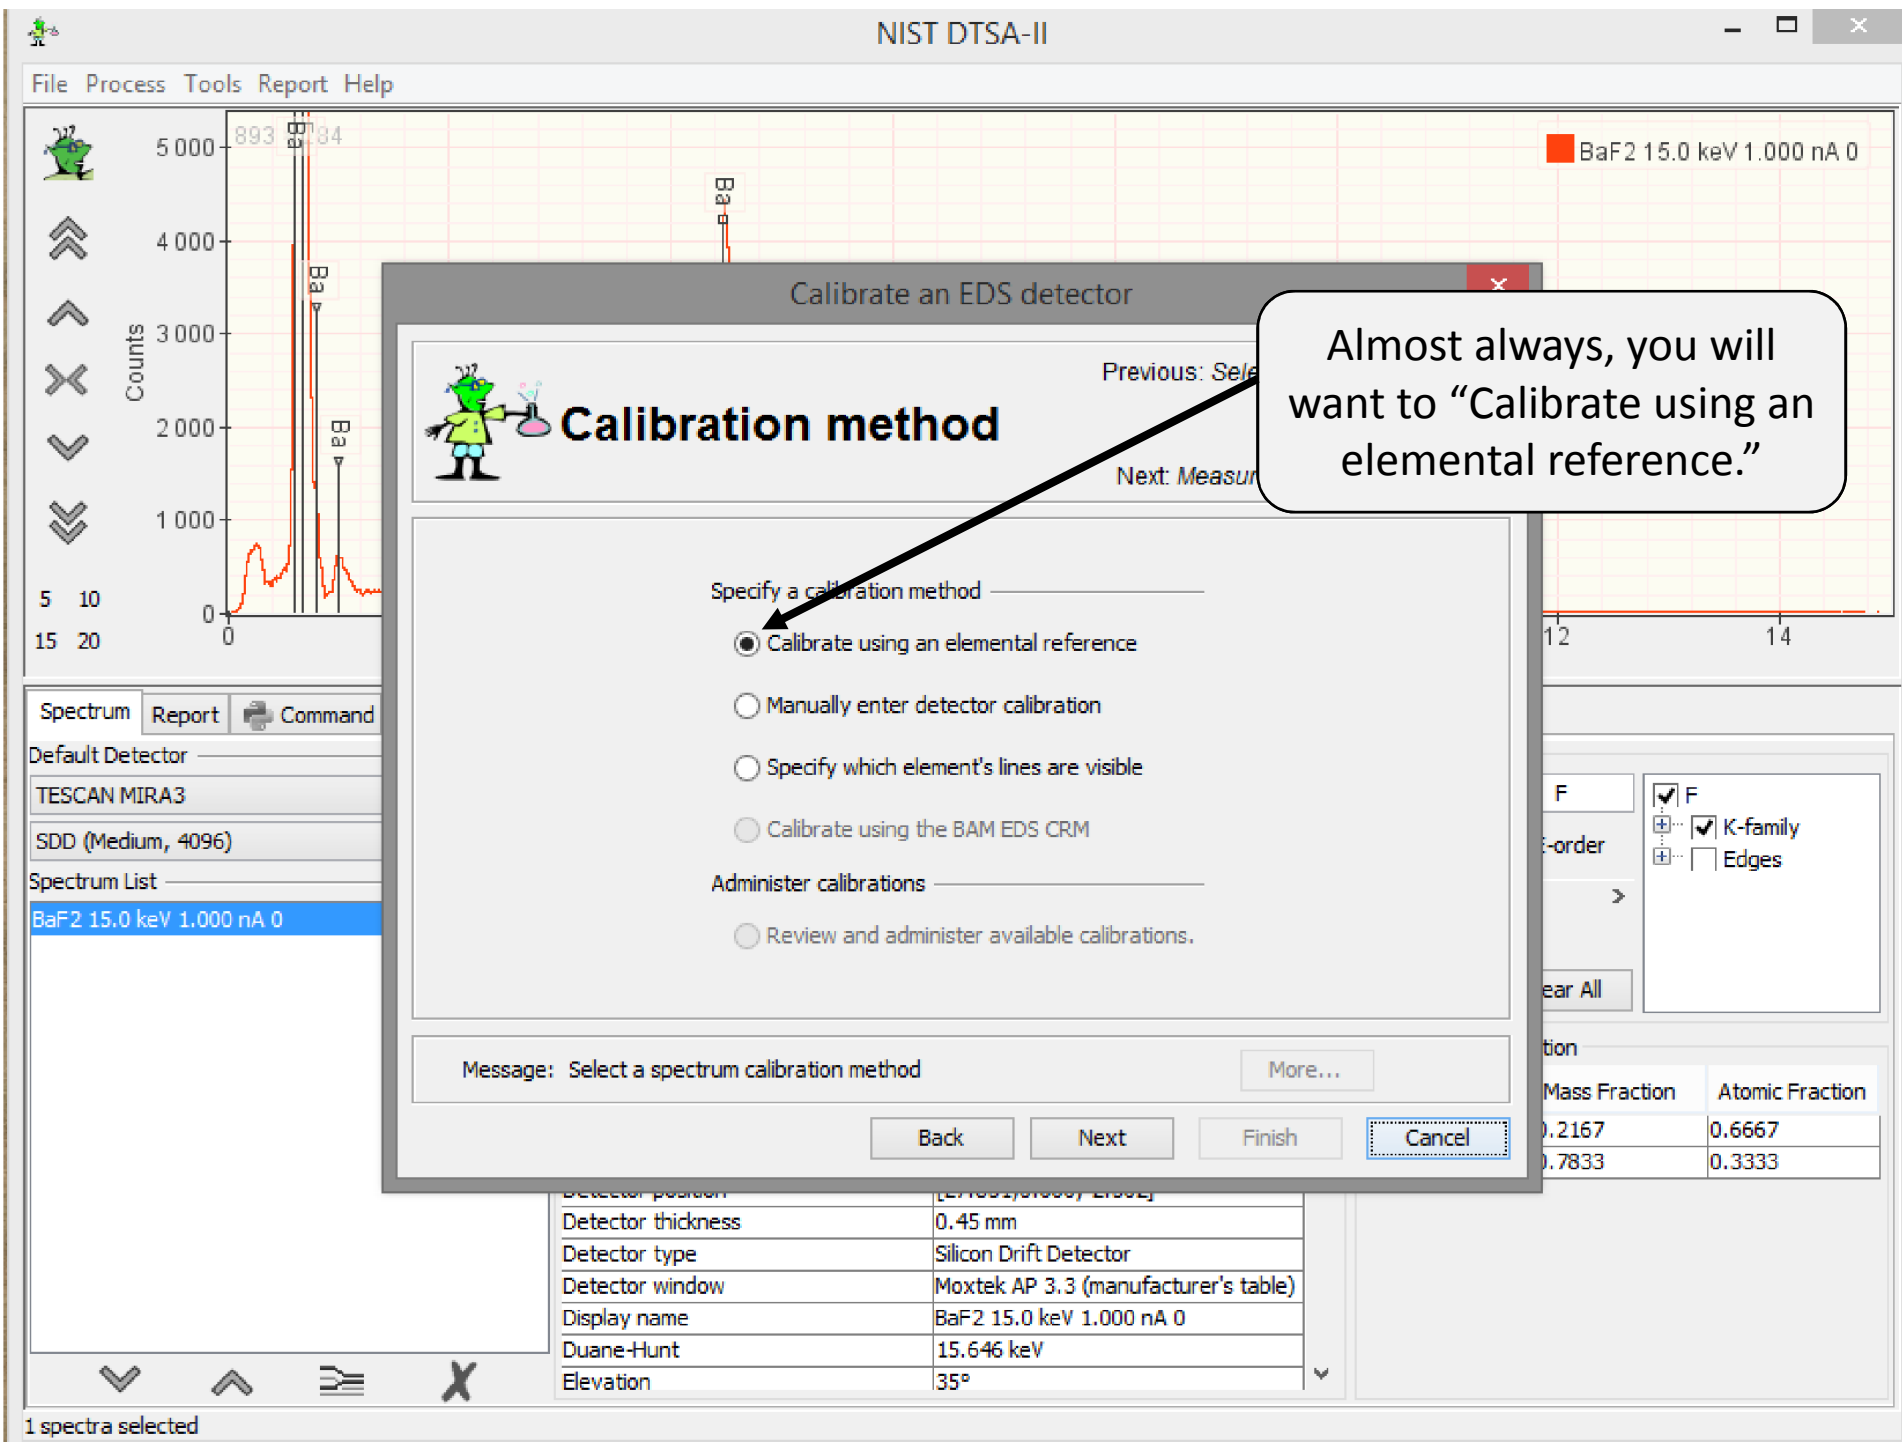 NIST DTSA-II
File Process Tools Report Help
893
84
Ba
5 000
4 000
3 000
2 000
1 000
0
Counts
Ba
Ba
Ba
BaF2 15.0 keV 1.000 nA 0
0
12
14
5 10
15 20
Calibrate an EDS detector
Almost always, you will
want to “Calibrate using an
elemental reference.”
Previous:
Calibration method
Next:
Specify a calibration method
Calibrate using an elemental reference
Manually enter detector calibration
Specify which element's lines are visible
Calibrate using the BAM EDS CRM
Administer calibrations
Review and administer available calibrations.
Message: Select a spectrum calibration method
More...
Back
Next
Finish
Cancel
Spectrum
Report
Command
Default Detector
TESCAN MIRA3
SDD (Medium, 4096)
Spectrum List
BaF2 15.0 keV 1.000 nA 0
F
F
K-family
Edges
-order
ear All
tion
Mass Fraction
Atomic Fraction
.2167
0.6667
.7833
0.3333
Detector position
Detector thickness
0.45 mm
Detector type
Silicon Drift Detector
Detector window
Moxtek AP 3.3 (manufacturer's table)
Display name
BaF2 15.0 keV 1.000 nA 0
Duane-Hunt
15.646 keV
Elevation
35°
1 spectra selected